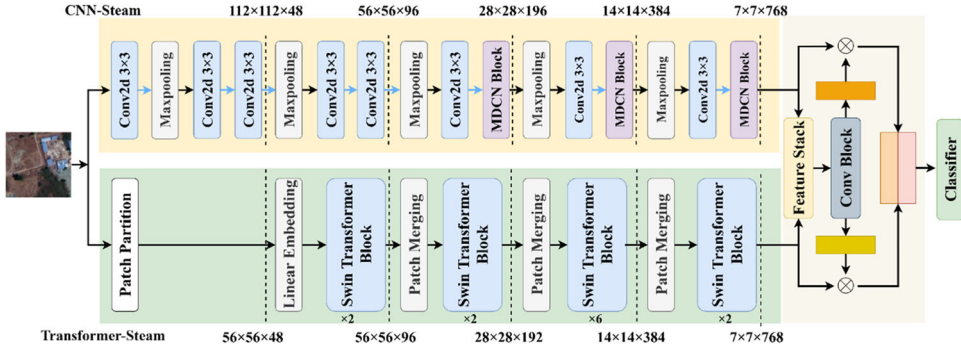 CNN-Steam 112×112×48 56×56×96 28×28×196 14×14×384 7×7×768
Conv2d 3×3
Maxpooling
Conv2d 3×3
Conv2d 3×3
Maxpooling
Conv2d 3×3
Conv2d 3×3
Maxpooling
Conv2d 3×3
MDCN Block
Maxpooling
Conv2d 3×3
MDCN Block
Maxpooling
Conv2d 3×3
MDCN Block
Patch Partition
Linear Embedding
Swin Transformer
Block
×2
Patch Merging
Swin Transformer
Block
×2
Patch Merging
Swin Transformer
Block
×6
Patch Merging
Swin Transformer
Block
×2
Feature Stack
Conv Block
Classifier
Transformer-Steam 56×56×48 56×56×96 28×28×192 14×14×384 7×7×768